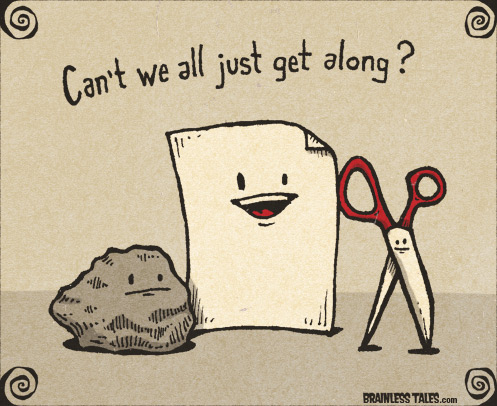 Can't we all just get along?
BRAINLESS TALES.com